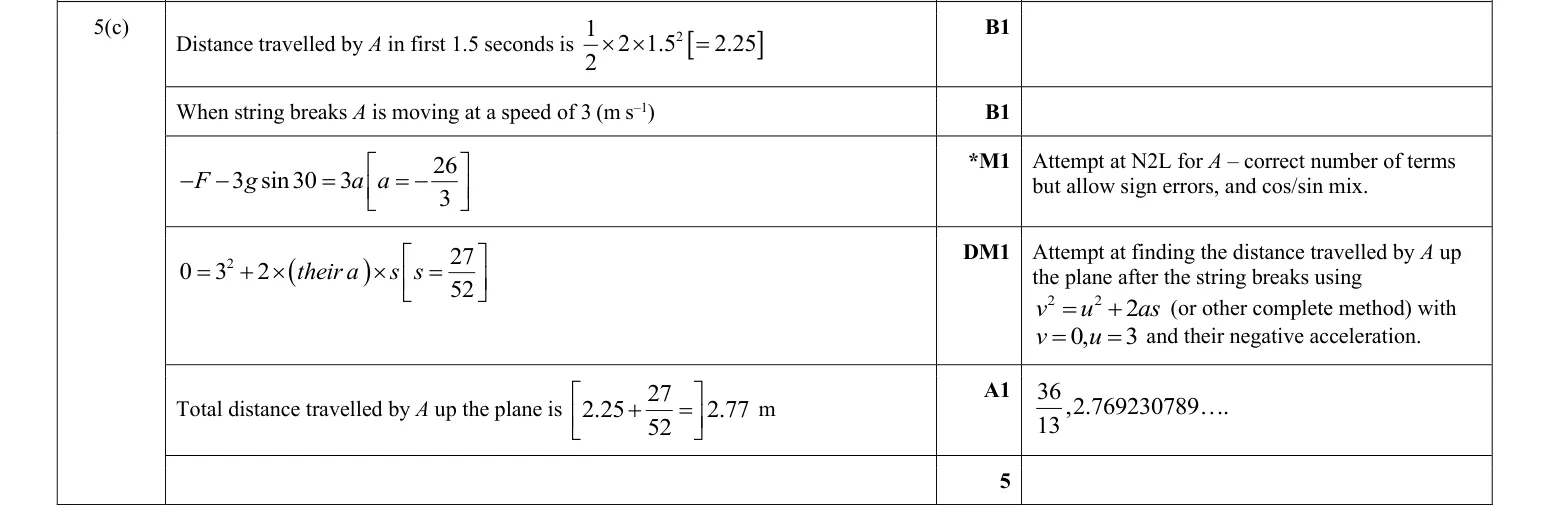 5(c)
Distance travelled by A in first 1.5 seconds is 1/2 × 2 × 1.5² [= 2.25]
B1
When string breaks A is moving at a speed of 3 (m s⁻¹)
B1
−F − 3g sin 30 = 3a [a = −26/3]
*M1
Attempt at N2L for A – correct number of terms
but allow sign errors, and cos/sin mix.
0 = 3² + 2 × (their a) × s [s = 27/52]
DM1
Attempt at finding the distance travelled by A up
the plane after the string breaks using
v² = u² + 2as (or other complete method) with
v = 0, u = 3 and their negative acceleration.
Total distance travelled by A up the plane is [2.25 + 27/52 =] 2.77 m
A1
36/13, 2.769230789….
5